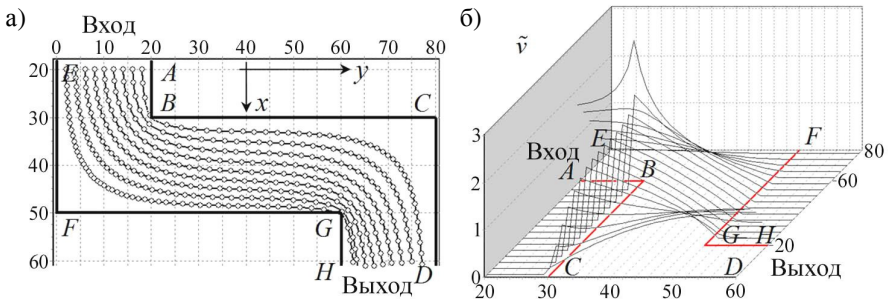 а)
Вход
0 10 20 30 40 50 60 70 80
20 E A y
B x C
30
40
50
F G
60 H Выход D
б)
ṽ
3
Вход E F
A B 80
2 60
1 G H 20
0 C D Выход
20 30 40 50 60